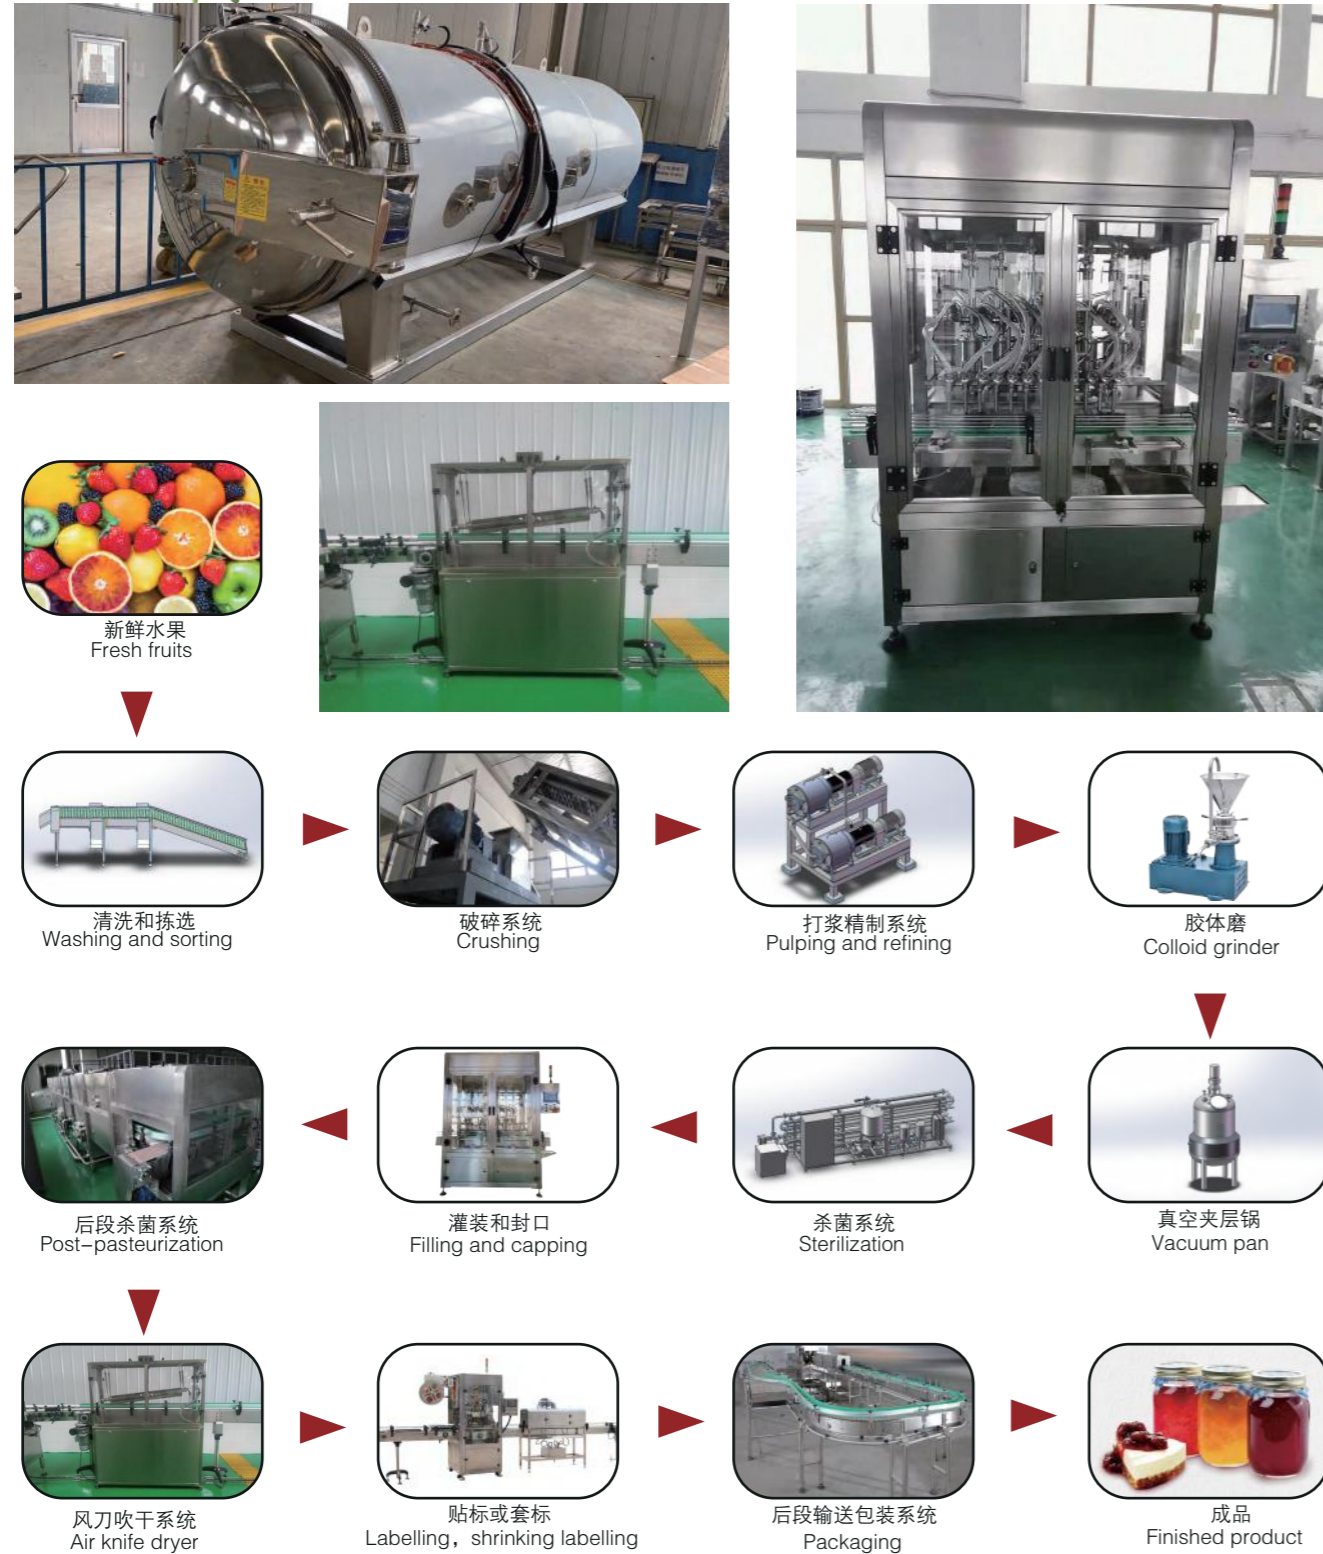 新鲜水果
Fresh fruits
清洗和拣选
Washing and sorting
破碎系统
Crushing
打浆精制系统
Pulping and refining
胶体磨
Colloid grinder
后段杀菌系统
Post-pasteurization
灌装和封口
Filling and capping
杀菌系统
Sterilization
真空夹层锅
Vacuum pan
风刀吹干系统
Air knife dryer
贴标或套标
Labelling, shrinking labelling
后段输送包装系统
Packaging
成品
Finished product